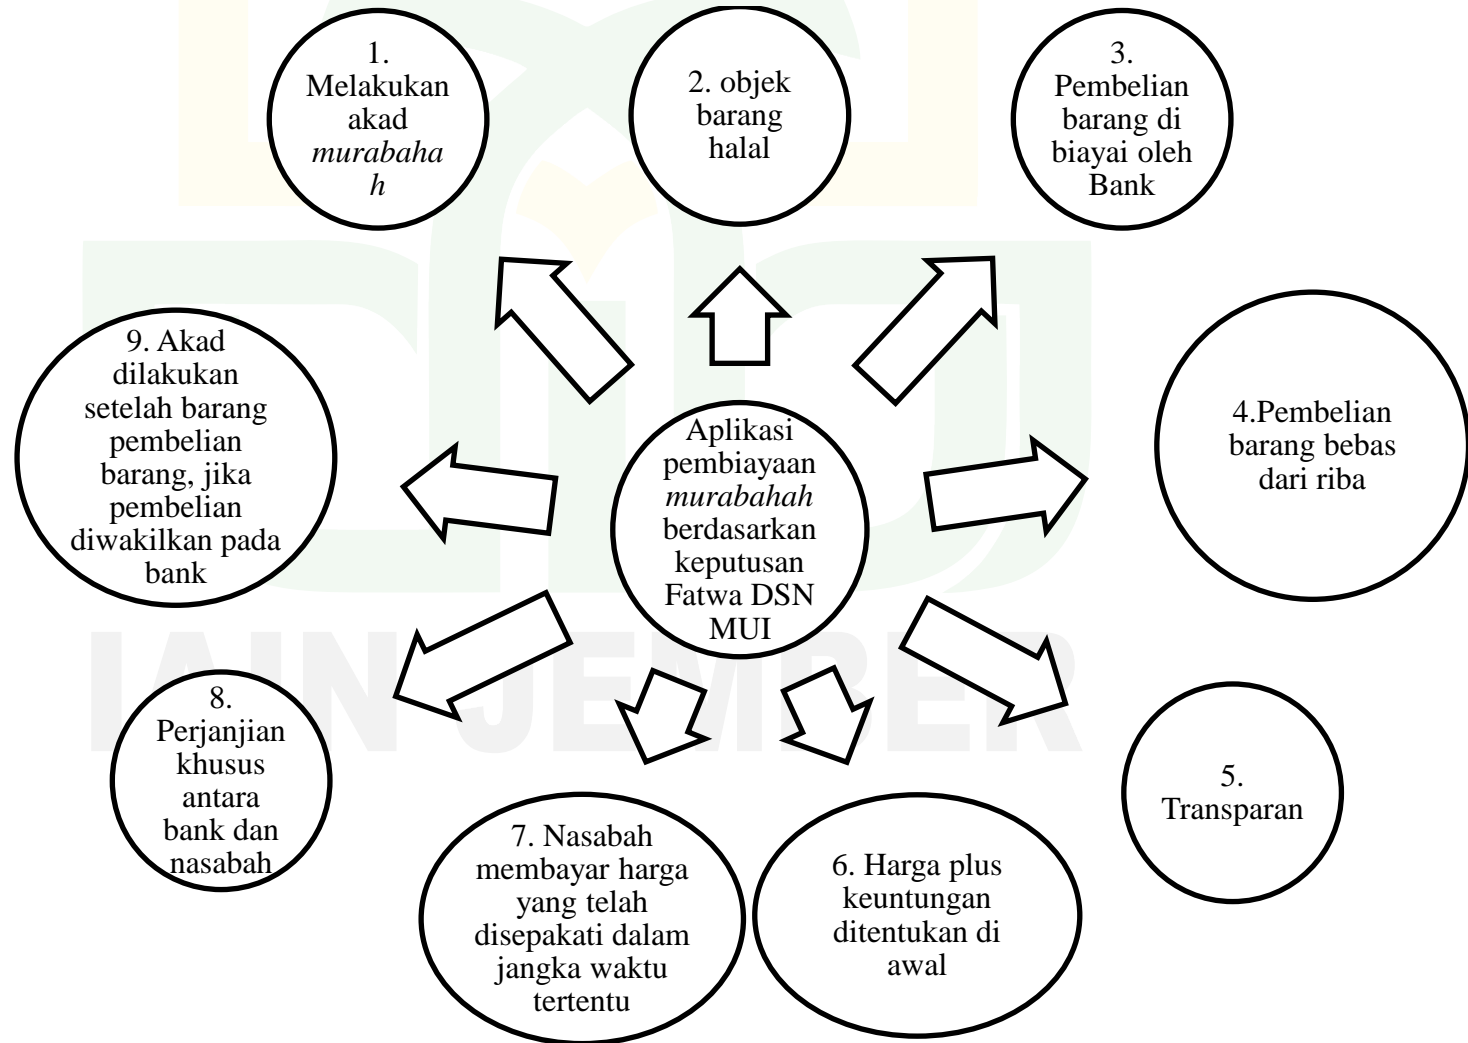 1.
Melakukan
akad
murabaha
h
2. objek
barang
halal
3.
Pembelian
barang di
biayai oleh
Bank
4.Pembelian
barang bebas
dari riba
5.
Transparan
6. Harga plus
keuntungan
ditentukan di
awal
7. Nasabah
membayar harga
yang telah
disepakati dalam
jangka waktu
tertentu
8.
Perjanjian
khusus
antara
bank dan
nasabah
9. Akad
dilakukan
setelah barang
pembelian
barang, jika
pembelian
diwakilkan pada
bank
Aplikasi
pembiayaan
murabahah
berdasarkan
keputusan
Fatwa DSN
MUI
IAIN JEMBER